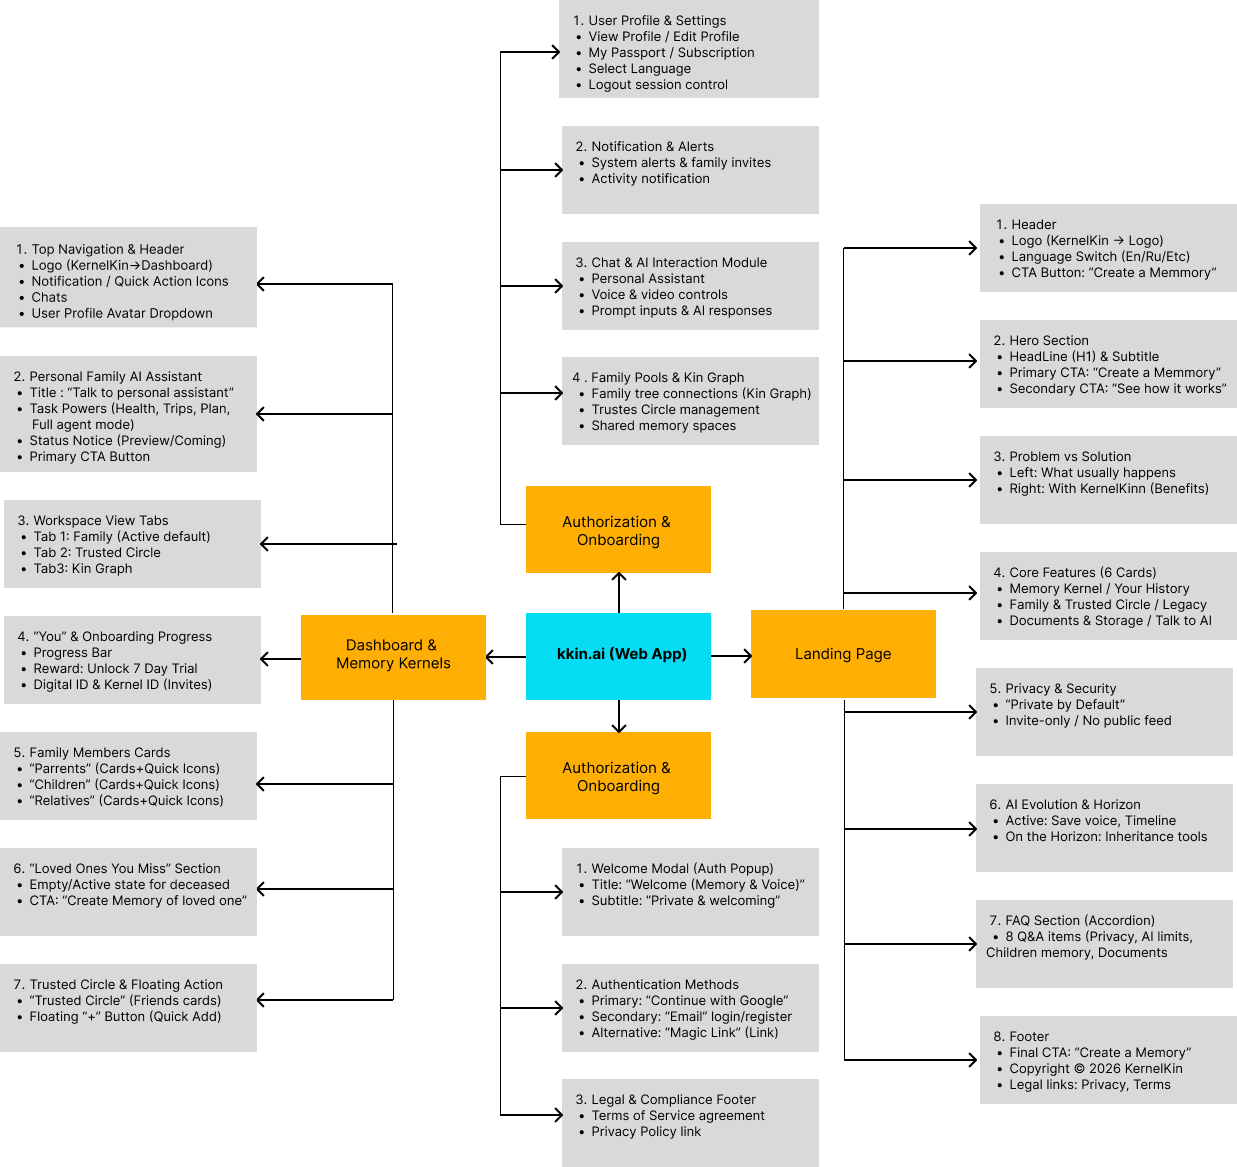 1. User Profile & Settings
• View Profile / Edit Profile
• My Passport / Subscription
• Select Language
• Logout session control
2. Notification & Alerts
• System alerts & family invites
• Activity notification
3. Chat & AI Interaction Module
• Personal Assistant
• Voice & video controls
• Prompt inputs & AI responses
4 . Family Pools & Kin Graph
• Family tree connections (Kin Graph)
• Trustes Circle management
• Shared memory spaces
Authorization &
Onboarding
1. Top Navigation & Header
• Logo (KernelKin→Dashboard)
• Notification / Quick Action Icons
• Chats
• User Profile Avatar Dropdown
2. Personal Family AI Assistant
• Title : “Talk to personal assistant”
• Task Powers (Health, Trips, Plan,
Full agent mode)
• Status Notice (Preview/Coming)
• Primary CTA Button
3. Workspace View Tabs
• Tab 1: Family (Active default)
• Tab 2: Trusted Circle
• Tab3: Kin Graph
4. “You” & Onboarding Progress
• Progress Bar
• Reward: Unlock 7 Day Trial
• Digital ID & Kernel ID (Invites)
5. Family Members Cards
• “Parrents” (Cards+Quick Icons)
• “Children” (Cards+Quick Icons)
• “Relatives” (Cards+Quick Icons)
6. “Loved Ones You Miss” Section
• Empty/Active state for deceased
• CTA: “Create Memory of loved one”
7. Trusted Circle & Floating Action
• “Trusted Circle” (Friends cards)
• Floating “+” Button (Quick Add)
Dashboard &
Memory Kernels
kkin.ai (Web App)
Landing Page
1. Header
• Logo (KernelKin → Logo)
• Language Switch (En/Ru/Etc)
• CTA Button: “Create a Memmory”
2. Hero Section
• HeadLine (H1) & Subtitle
• Primary CTA: “Create a Memmory”
• Secondary CTA: “See how it works”
3. Problem vs Solution
• Left: What usually happens
• Right: With KernelKinn (Benefits)
4. Core Features (6 Cards)
• Memory Kernel / Your History
• Family & Trusted Circle / Legacy
• Documents & Storage / Talk to AI
5. Privacy & Security
• “Private by Default”
• Invite-only / No public feed
6. AI Evolution & Horizon
• Active: Save voice, Timeline
• On the Horizon: Inheritance tools
7. FAQ Section (Accordion)
• 8 Q&A items (Privacy, AI limits,
Children memory, Documents
8. Footer
• Final CTA: “Create a Memory”
• Copyright © 2026 KernelKin
• Legal links: Privacy, Terms
Authorization &
Onboarding
1. Welcome Modal (Auth Popup)
• Title: “Welcome (Memory & Voice)”
• Subtitle: “Private & welcoming”
2. Authentication Methods
• Primary: “Continue with Google”
• Secondary: “Email” login/register
• Alternative: “Magic Link” (Link)
3. Legal & Compliance Footer
• Terms of Service agreement
• Privacy Policy link